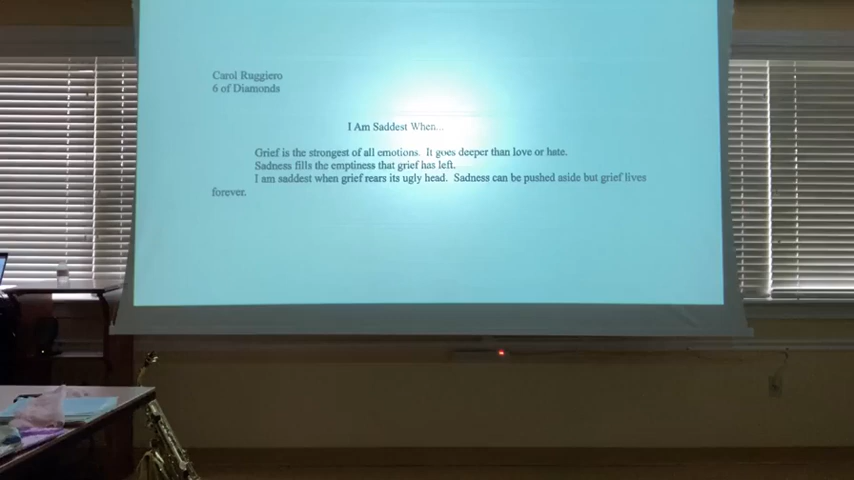 Carol Ruggiero
6 of Diamonds
I Am Saddest When...
Grief is the strongest of all emotions. It goes deeper than love or hate.
Sadness fills the emptiness that grief has left.
I am saddest when grief rears its ugly head. Sadness can be pushed aside but grief lives
forever.